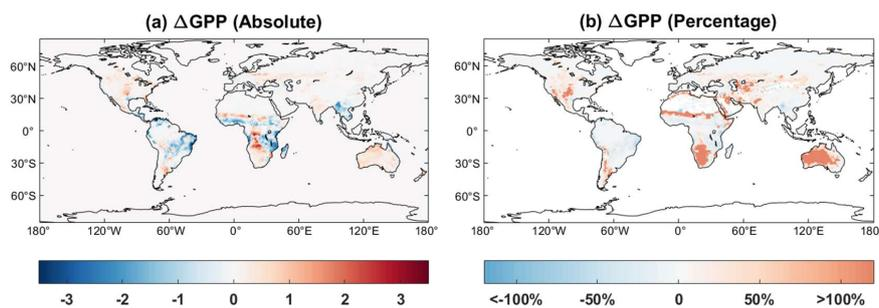 (a) △GPP (Absolute)
(b) △GPP (Percentage)
60°N
30°N
0°
30°S
60°S
180°
120°W
60°W
0°
60°E
120°E
180°
60°N
30°N
0°
30°S
60°S
180°
120°W
60°W
0°
60°E
120°E
180°
-3 -2 -1 0 1 2 3
<-100% -50% 0 50% >100%